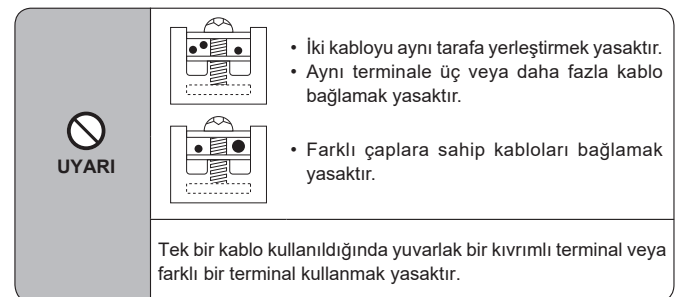 • İki kabloyu aynı tarafa yerleştirmek yasaktır.
• Aynı terminale üç veya daha fazla kablo
bağlamak yasaktır.
UYARI
• Farklı çaplara sahip kabloları bağlamak
yasaktır.
Tek bir kablo kullanıldığında yuvarlak bir kıvrımlı terminal veya
farklı bir terminal kullanmak yasaktır.